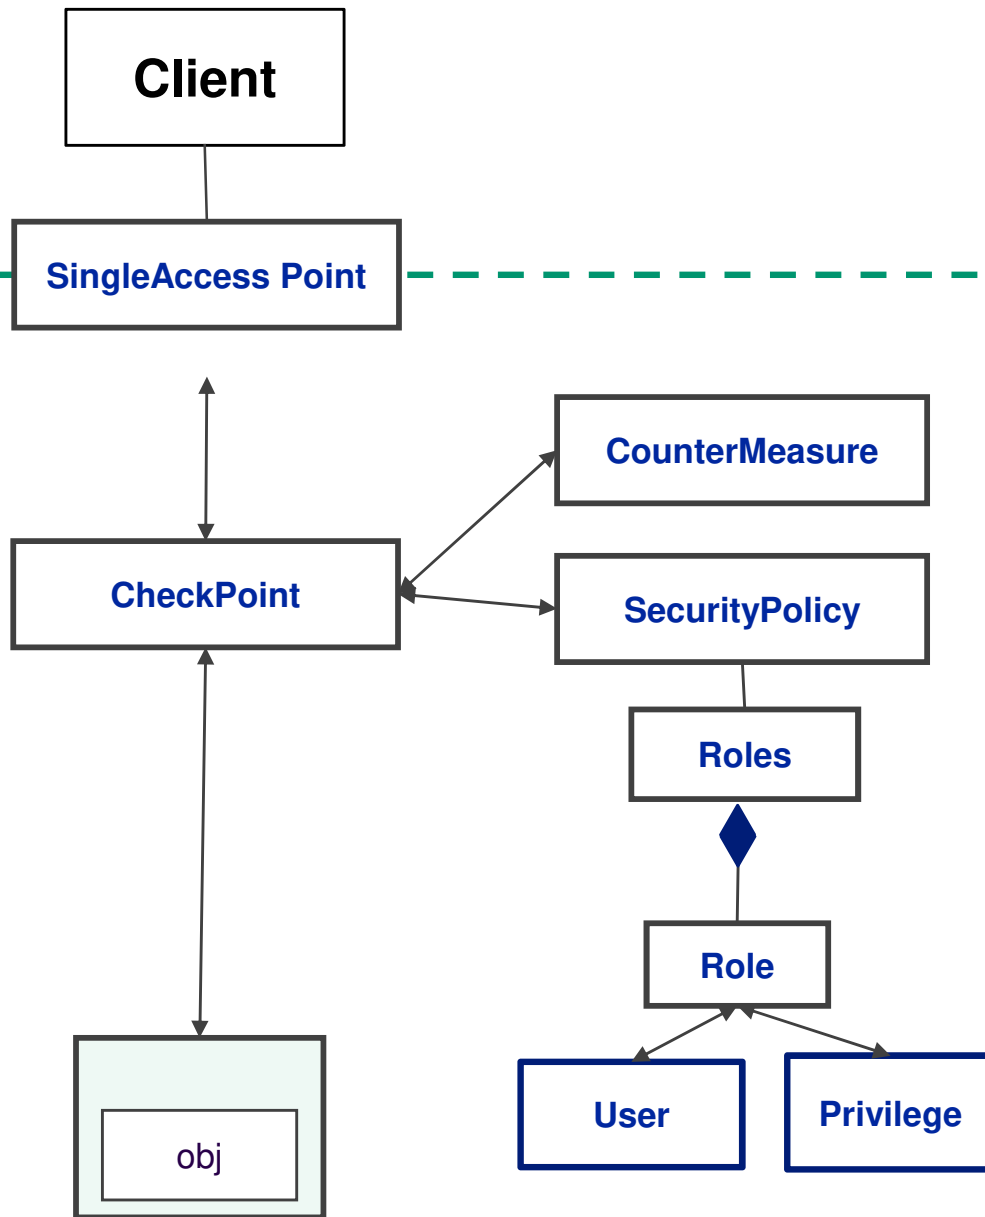 Client
SingleAccess Point
CounterMeasure
CheckPoint
SecurityPolicy
Roles
Role
User
Privilege
obj